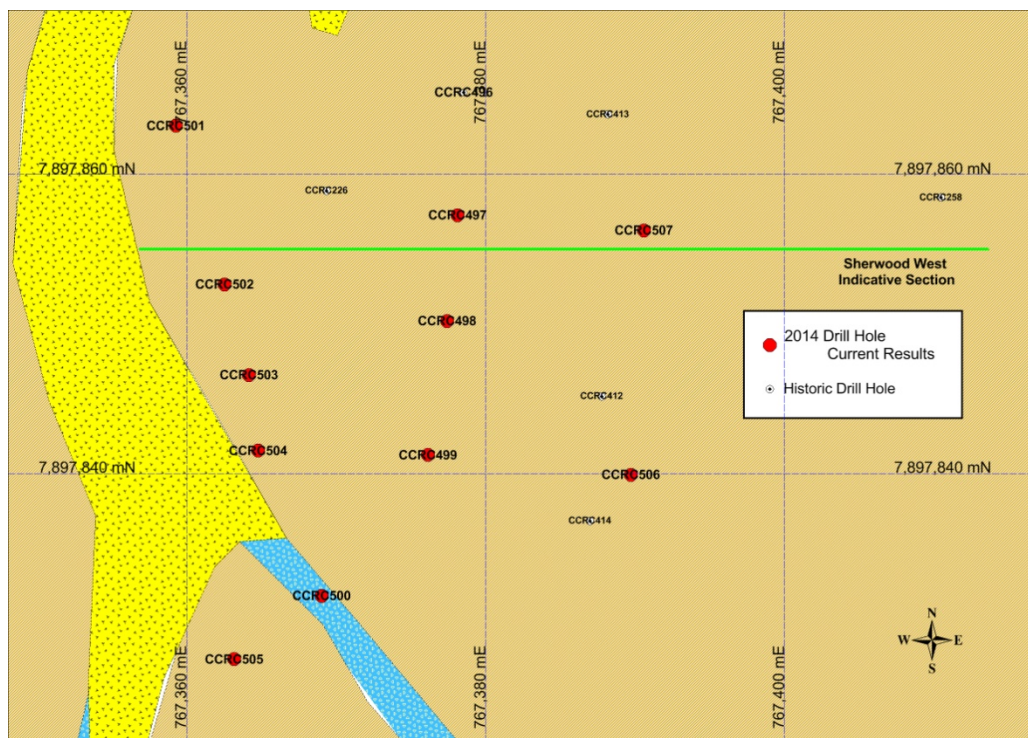 767,360 mE
767,380 mE
767,400 mE
CCRC496
CCRC413
CCRC501
7,897,860 mN
7,897,860 mN
CCRC226
CCRC258
CCRC497
CCRC507
Sherwood West
Indicative Section
CCRC502
CCRC498
2014 Drill Hole
Current Results
CCRC503
Historic Drill Hole
CCRC412
CCRC504
CCRC499
7,897,840 mN
7,897,840 mN
CCRC506
CCRC414
CCRC500
N
W
E
S
CCRC505
767,360 mE
767,380 mE
767,400 mE